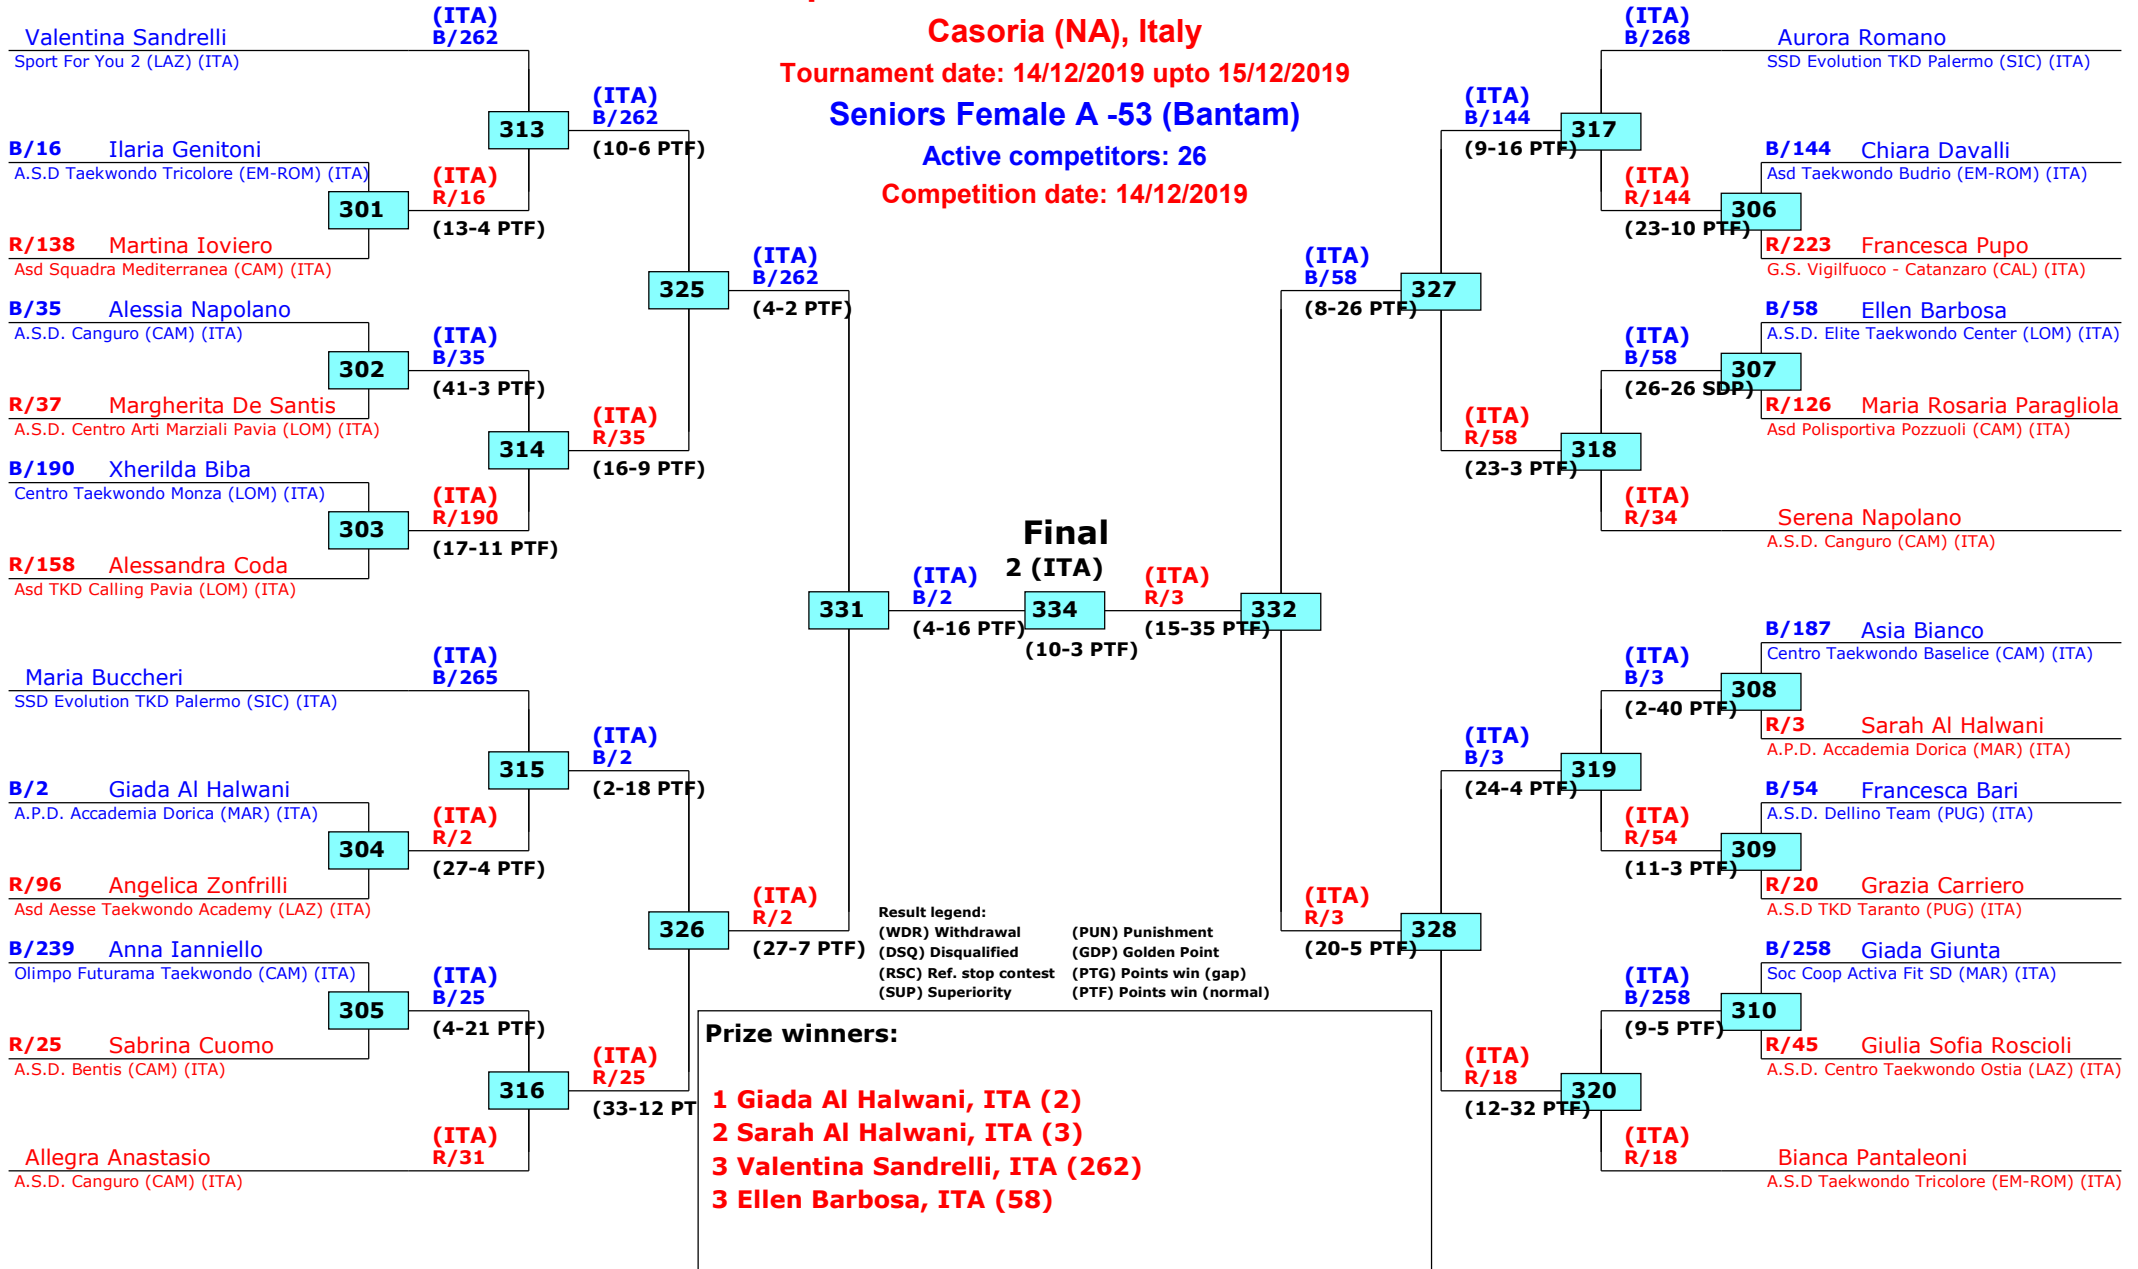 Casoria (NA), Italy
Tournament date: 14/12/2019 upto 15/12/2019
Seniors Female A -53 (Bantam)
Active competitors: 26
Competition date: 14/12/2019
(ITA)
B/262
Valentina Sandrelli
Sport For You 2 (LAZ) (ITA)
313
(ITA)
B/262
(10-6 PTF)
B/16 Ilaria Genitoni
A.S.D Taekwondo Tricolore (EM-ROM) (ITA)
301
(ITA)
R/16
(13-4 PTF)
R/138 Martina Ioviero
Asd Squadra Mediterranea (CAM) (ITA)
325
(ITA)
B/262
(4-2 PTF)
B/35 Alessia Napolano
A.S.D. Canguro (CAM) (ITA)
302
(ITA)
B/35
(41-3 PTF)
R/37 Margherita De Santis
A.S.D. Centro Arti Marziali Pavia (LOM) (ITA)
314
(ITA)
R/35
(16-9 PTF)
B/190 Xherilda Biba
Centro Taekwondo Monza (LOM) (ITA)
303
(ITA)
R/190
(17-11 PTF)
R/158 Alessandra Coda
Asd TKD Calling Pavia (LOM) (ITA)
331
(ITA)
B/2
(4-16 PTF)
(ITA)
B/265
Maria Buccheri
SSD Evolution TKD Palermo (SIC) (ITA)
315
(ITA)
B/2
(2-18 PTF)
B/2 Giada Al Halwani
A.P.D. Accademia Dorica (MAR) (ITA)
304
(ITA)
R/2
(27-4 PTF)
R/96 Angelica Zonfrilli
Asd Aesse Taekwondo Academy (LAZ) (ITA)
326
(ITA)
R/2
(27-7 PTF)
B/239 Anna Ianniello
Olimpo Futurama Taekwondo (CAM) (ITA)
305
(ITA)
B/25
(4-21 PTF)
R/25 Sabrina Cuomo
A.S.D. Bentis (CAM) (ITA)
316
(ITA)
R/25
(33-12 PT
(ITA)
R/31
Allegra Anastasio
A.S.D. Canguro (CAM) (ITA)
Final
2 (ITA)
334
(10-3 PTF)
(ITA)
R/3
(15-35 PTF)
332
(ITA)
B/268
Aurora Romano
SSD Evolution TKD Palermo (SIC) (ITA)
(ITA)
B/144
(9-16 PTF)
317
B/144 Chiara Davalli
Asd Taekwondo Budrio (EM-ROM) (ITA)
(ITA)
R/144
(23-10 PTF)
306
R/223 Francesca Pupo
G.S. Vigilfuoco - Catanzaro (CAL) (ITA)
(ITA)
B/58
(8-26 PTF)
327
B/58 Ellen Barbosa
A.S.D. Elite Taekwondo Center (LOM) (ITA)
(ITA)
B/58
(26-26 SDP)
307
R/126 Maria Rosaria Paragliola
Asd Polisportiva Pozzuoli (CAM) (ITA)
(ITA)
R/58
(23-3 PTF)
318
(ITA)
R/34
Serena Napolano
A.S.D. Canguro (CAM) (ITA)
B/187 Asia Bianco
Centro Taekwondo Baselice (CAM) (ITA)
(ITA)
B/3
(2-40 PTF)
308
R/3 Sarah Al Halwani
A.P.D. Accademia Dorica (MAR) (ITA)
(ITA)
B/3
(24-4 PTF)
319
B/54 Francesca Bari
A.S.D. Dellino Team (PUG) (ITA)
(ITA)
R/54
(11-3 PTF)
309
R/20 Grazia Carriero
A.S.D TKD Taranto (PUG) (ITA)
(ITA)
R/3
(20-5 PTF)
328
B/258 Giada Giunta
Soc Coop Activa Fit SD (MAR) (ITA)
(ITA)
B/258
(9-5 PTF)
310
R/45 Giulia Sofia Roscioli
A.S.D. Centro Taekwondo Ostia (LAZ) (ITA)
(ITA)
R/18
(12-32 PTF)
320
(ITA)
R/18
Bianca Pantaleoni
A.S.D Taekwondo Tricolore (EM-ROM) (ITA)
Result legend:
(WDR) Withdrawal (PUN) Punishment
(DSQ) Disqualified (GDP) Golden Point
(RSC) Ref. stop contest (PTG) Points win (gap)
(SUP) Superiority (PTF) Points win (normal)
Prize winners:
1 Giada Al Halwani, ITA (2)
2 Sarah Al Halwani, ITA (3)
3 Valentina Sandrelli, ITA (262)
3 Ellen Barbosa, ITA (58)